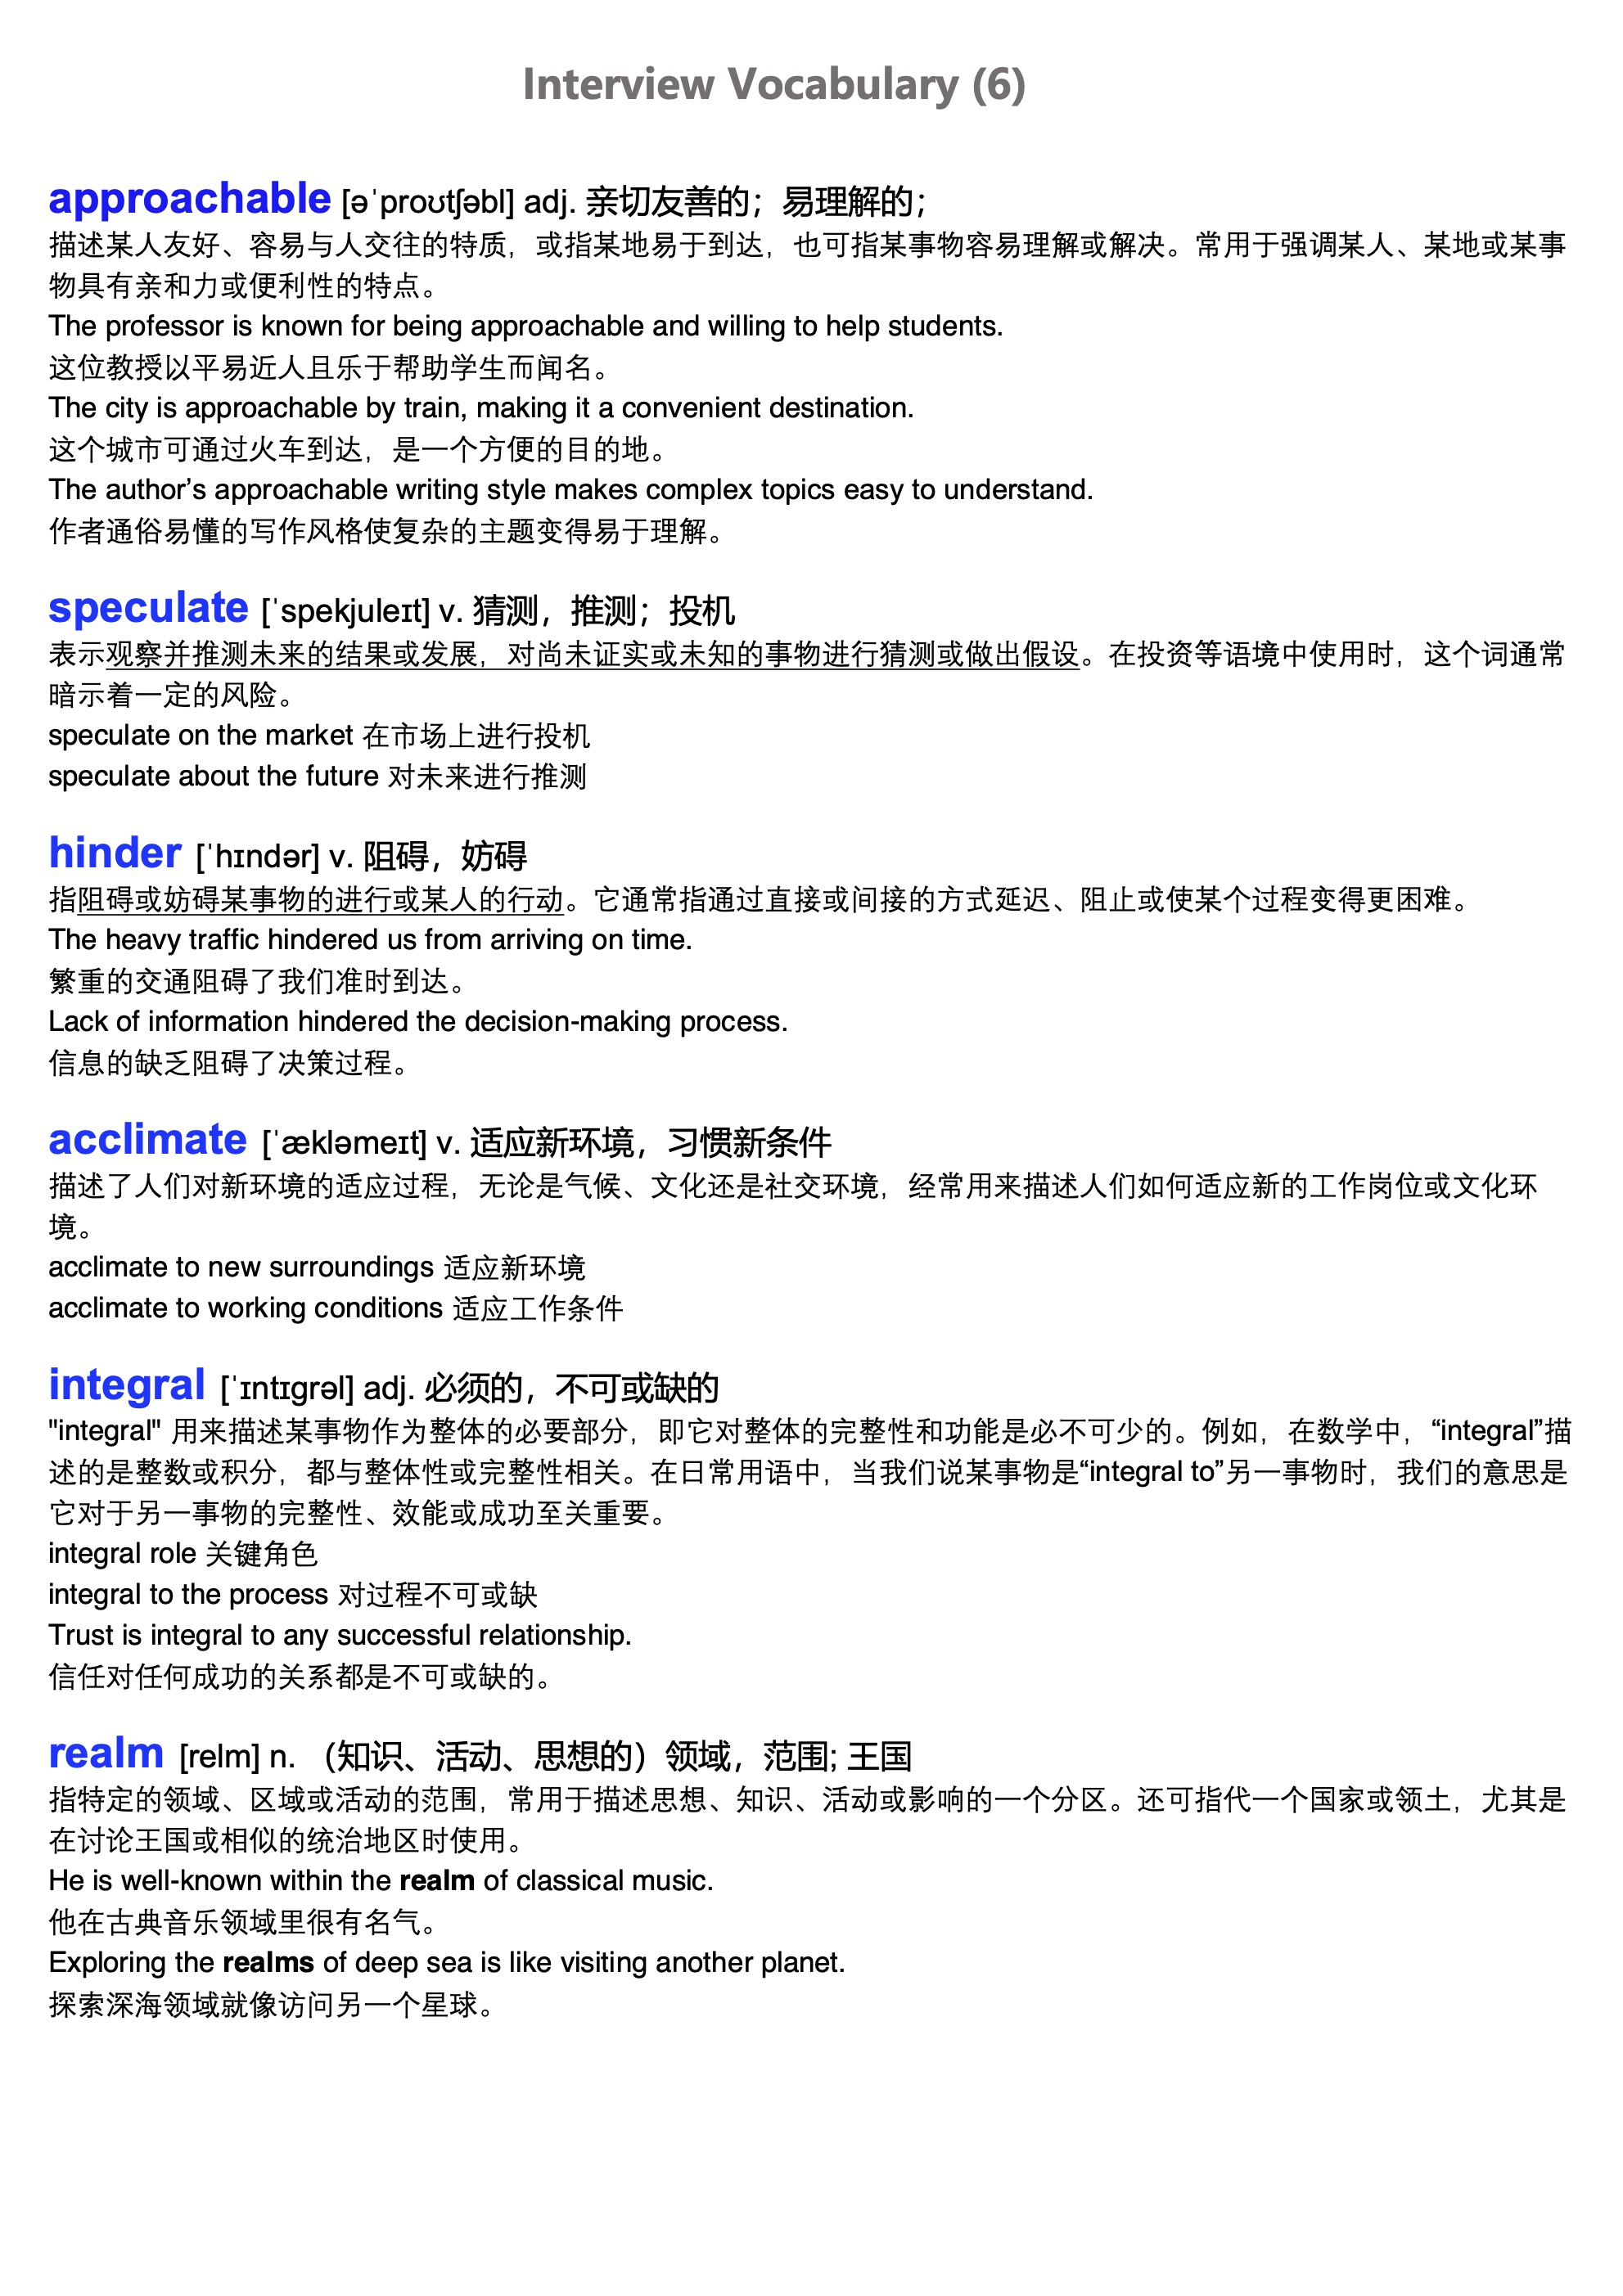 Interview Vocabulary (6)
approachable [əˈproʊtʃəbl] adj. 亲切友善的；易理解的；
描述某人友好、容易与人交往的特质，或指某地易于到达，也可指某事物容易理解或解决。常用于强调某人、某地或某事
物具有亲和力或便利性的特点。
The professor is known for being approachable and willing to help students.
这位教授以平易近人且乐于帮助学生而闻名。
The city is approachable by train, making it a convenient destination.
这个城市可通过火车到达，是一个方便的目的地。
The author’s approachable writing style makes complex topics easy to understand.
作者通俗易懂的写作风格使复杂的主题变得易于理解。
speculate [ˈspekjuleɪt] v. 猜测，推测；投机
表示观察并推测未来的结果或发展，对尚未证实或未知的事物进行猜测或做出假设。在投资等语境中使用时，这个词通常
暗示着一定的风险。
speculate on the market 在市场上进行投机
speculate about the future 对未来进行推测
hinder [ˈhɪndər] v. 阻碍，妨碍
指阻碍或妨碍某事物的进行或某人的行动。它通常指通过直接或间接的方式延迟、阻止或使某个过程变得更困难。
The heavy traffic hindered us from arriving on time.
繁重的交通阻碍了我们准时到达。
Lack of information hindered the decision-making process.
信息的缺乏阻碍了决策过程。
acclimate [ˈækləmeɪt] v. 适应新环境，习惯新条件
描述了人们对新环境的适应过程，无论是气候、文化还是社交环境，经常用来描述人们如何适应新的工作岗位或文化环
境。
acclimate to new surroundings 适应新环境
acclimate to working conditions 适应工作条件
integral [ˈɪntɪgrəl] adj. 必须的，不可或缺的
"integral" 用来描述某事物作为整体的必要部分，即它对整体的完整性和功能是必不可少的。例如，在数学中，“integral”描
述的是整数或积分，都与整体性或完整性相关。在日常用语中，当我们说某事物是“integral to”另一事物时，我们的意思是
它对于另一事物的完整性、效能或成功至关重要。
integral role 关键角色
integral to the process 对过程不可或缺
Trust is integral to any successful relationship.
信任对任何成功的关系都是不可或缺的。
realm [relm] n. （知识、活动、思想的）领域，范围; 王国
指特定的领域、区域或活动的范围，常用于描述思想、知识、活动或影响的一个分区。还可指代一个国家或领土，尤其是
在讨论王国或相似的统治地区时使用。
He is well-known within the realm of classical music.
他在古典音乐领域里很有名气。
Exploring the realms of deep sea is like visiting another planet.
探索深海领域就像访问另一个星球。